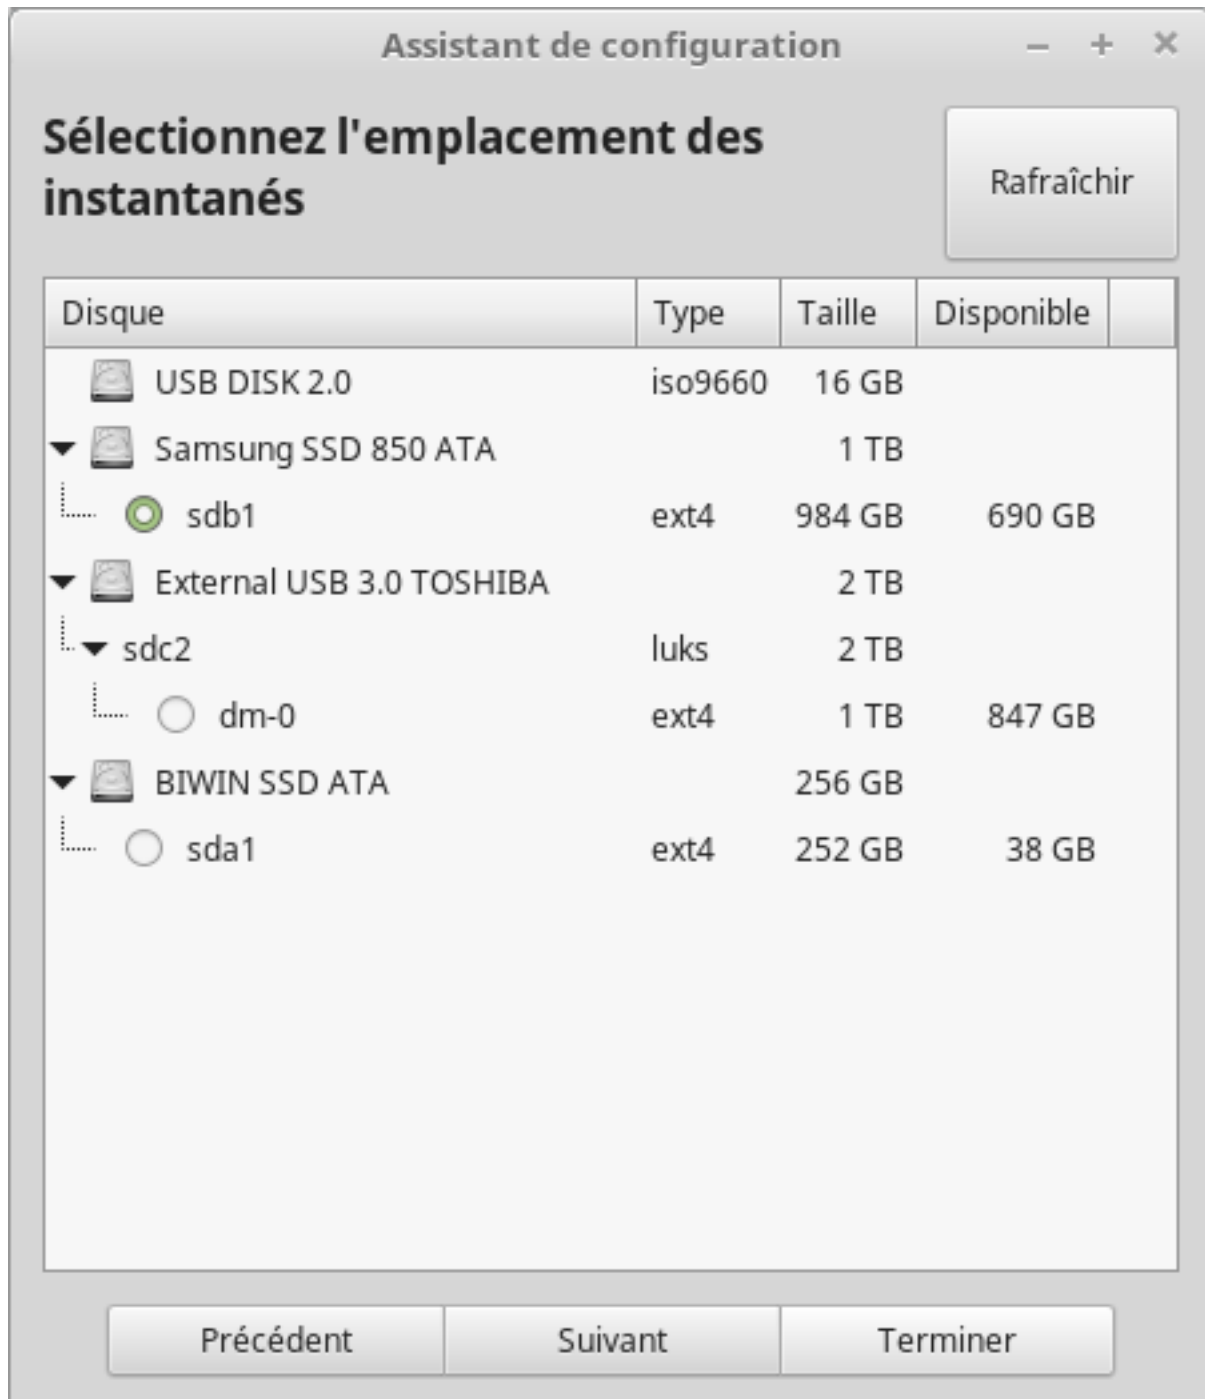 Assistant de configuration
Sélectionnez l'emplacement des
instantanés
Rafraîchir
Disque Type Taille Disponible
USB DISK 2.0 iso9660 16 GB
Samsung SSD 850 ATA 1 TB
sdb1 ext4 984 GB 690 GB
External USB 3.0 TOSHIBA 2 TB
sdc2 luks 2 TB
dm-0 ext4 1 TB 847 GB
BIWIN SSD ATA 256 GB
sda1 ext4 252 GB 38 GB
Précédent Suivant Terminer